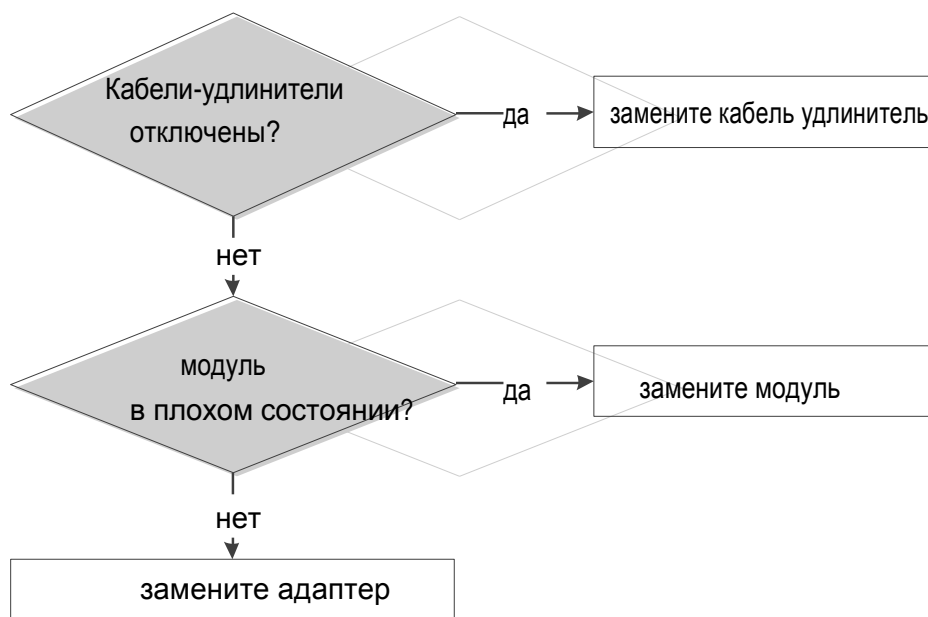 Кабели-удлинители
отключены?
да
замените кабель удлинитель
нет
модуль
в плохом состоянии?
да
замените модуль
нет
замените адаптер